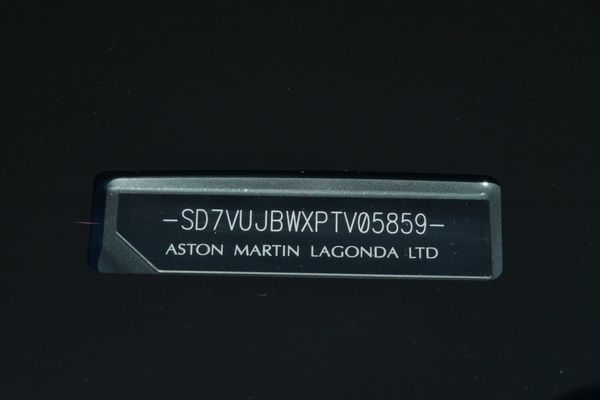 -SD7VUJBWXPTV05859-
ASTON MARTIN LAGONDA LTD